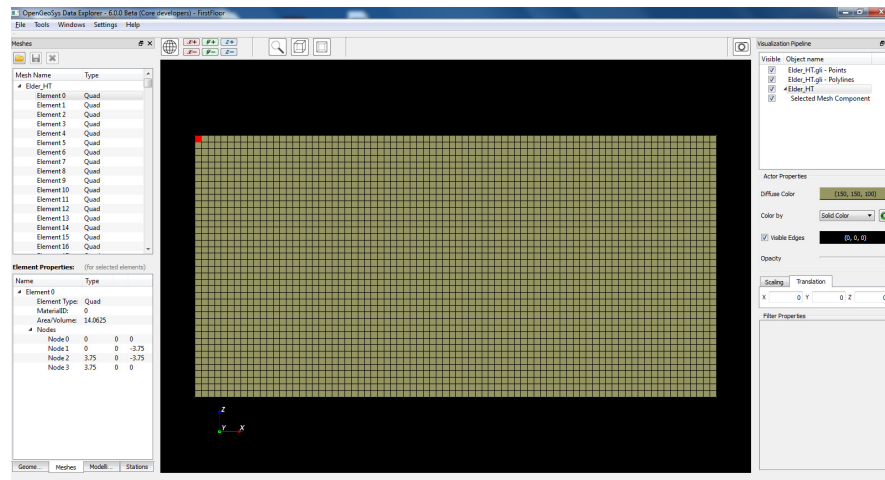 OpenGeoSys Data Explorer - 6.0.0 Beta (Core developers) - FirstFloor
File Tools Windows Settings Help
Meshes
Mesh Name Type
Elder_HT
Element 0 Quad
Element 1 Quad
Element 2 Quad
Element 3 Quad
Element 4 Quad
Element 5 Quad
Element 6 Quad
Element 7 Quad
Element 8 Quad
Element 9 Quad
Element 10 Quad
Element 11 Quad
Element 12 Quad
Element 13 Quad
Element 14 Quad
Element 15 Quad
Element 16 Quad
Element Properties: (for selected elements)
Name Type
Element 0
Element Type: Quad
MaterialID: 0
Area/Volume: 14.0625
Nodes
Node 0 0 0 0
Node 1 0 0 -3.75
Node 2 3.75 0 -3.75
Node 3 3.75 0 0
Geome... Meshes Modelli... Stations
X+ Y+ Z+
X- Y- Z-
Z
Y X
Visualization Pipeline
Visible Object name
Elder_HT.gli - Points
Elder_HT.gli - Polylines
Elder_HT
Selected Mesh Component
Actor Properties
Diffuse Color (150, 150, 100)
Color by Solid Color
Visible Edges (0, 0, 0)
Opacity
Scaling Translation
X 0 Y 0 Z 0
Filter Properties